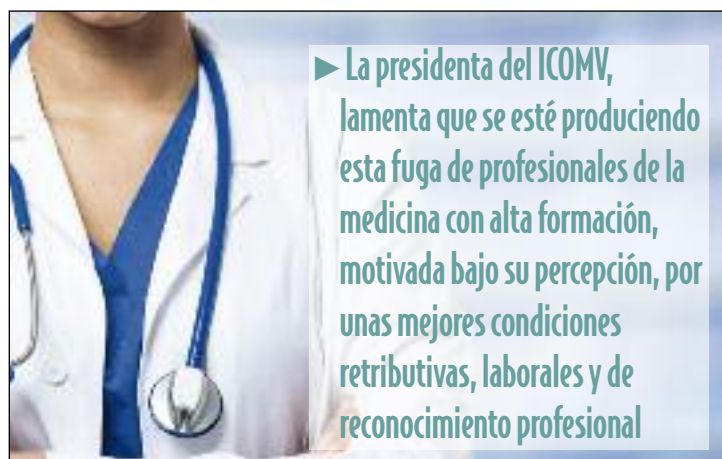 ► La presidenta del ICOMV,
lamenta que se esté produciendo
esta fuga de profesionales de la
medicina con alta formación,
motivada bajo su percepción, por
unas mejores condiciones
retributivas, laborales y de
reconocimiento profesional